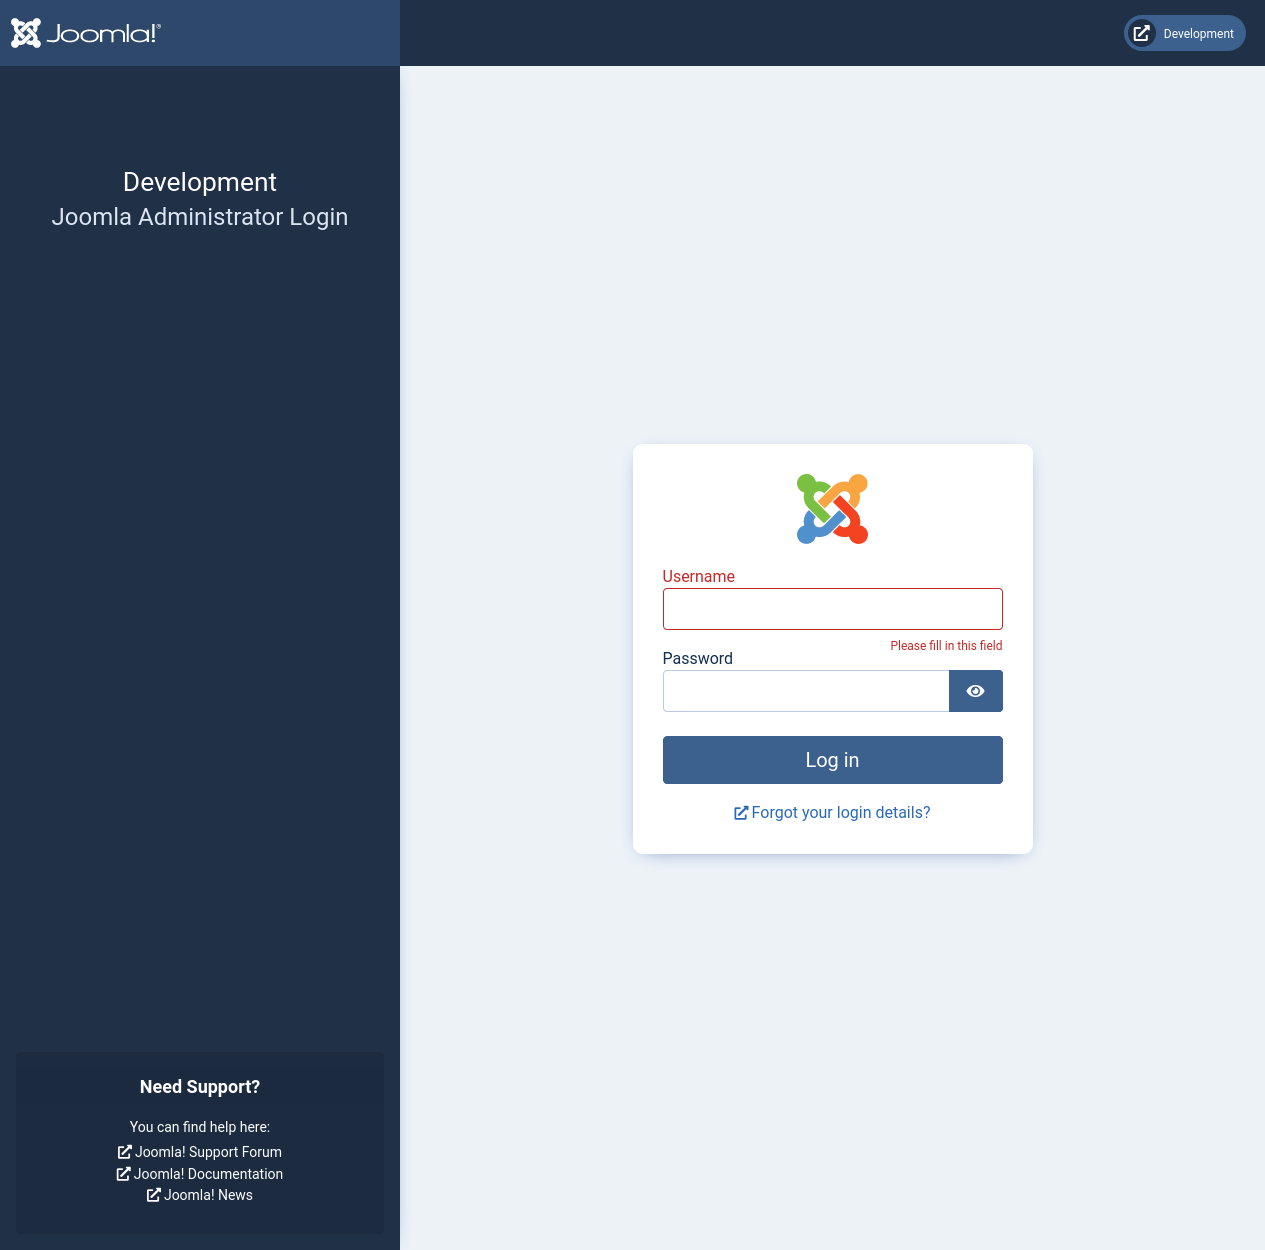 Joomla!®
Development
Development
Joomla Administrator Login
Username
Please fill in this field
Password
Log in
Forgot your login details?
Need Support?
You can find help here:
Joomla! Support Forum
Joomla! Documentation
Joomla! News